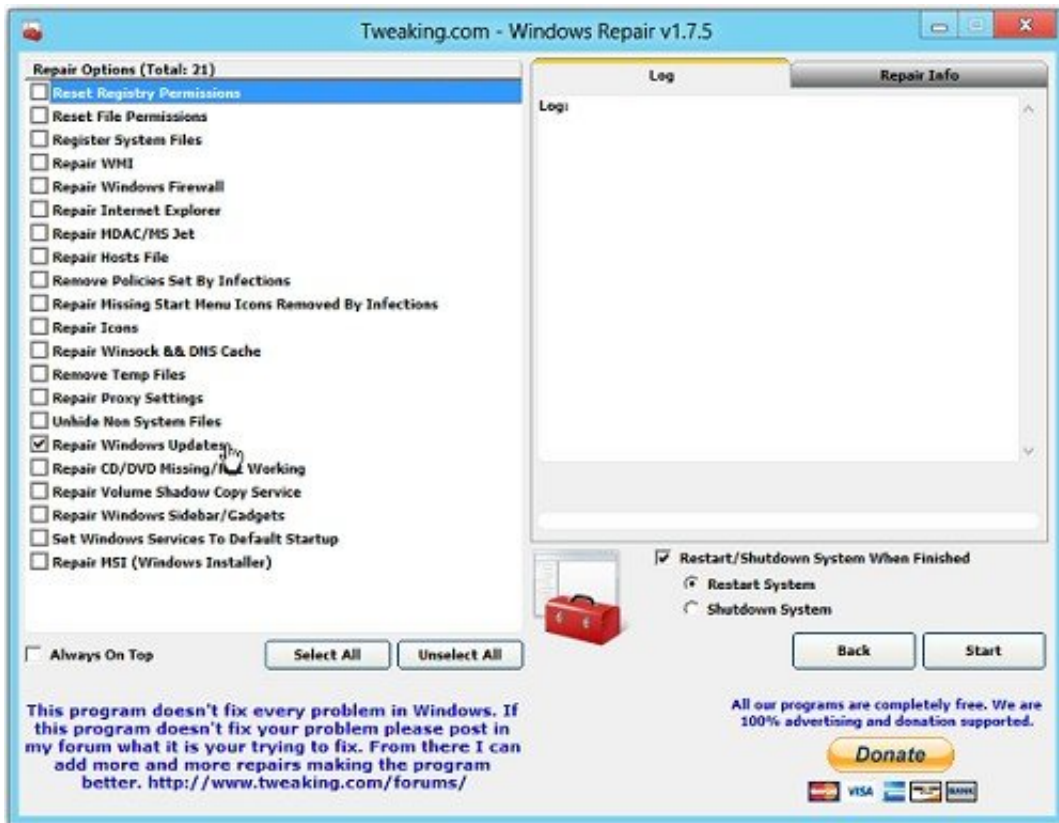 Tweaking.com - Windows Repair v1.7.5
Repair Options (Total: 21)
Reset Registry Permissions
Reset File Permissions
Register System Files
Repair WMI
Repair Windows Firewall
Repair Internet Explorer
Repair MDAC/MS Jet
Repair Hosts File
Remove Policies Set By Infections
Repair Missing Start Menu Icons Removed By Infections
Repair Icons
Repair Winsock && DNS Cache
Remove Temp Files
Repair Proxy Settings
Unhide Non System Files
Repair Windows Updates
Repair CD/DVD Missing/ Working
Repair Volume Shadow Copy Service
Repair Windows Sidebar/Gadgets
Set Windows Services To Default Startup
Repair MSI (Windows Installer)
Always On Top
Select All
Unselect All
This program doesn't fix every problem in Windows. If
this program doesn't fix your problem please post in
my forum what it is your trying to fix. From there I can
add more and more repairs making the program
better. http://www.tweaking.com/forums/
Log
Repair Info
Log:
Restart/Shutdown System When Finished
Restart System
Shutdown System
Back
Start
All our programs are completely free. We are
100% advertising and donation supported.
Donate
VISA
BANK